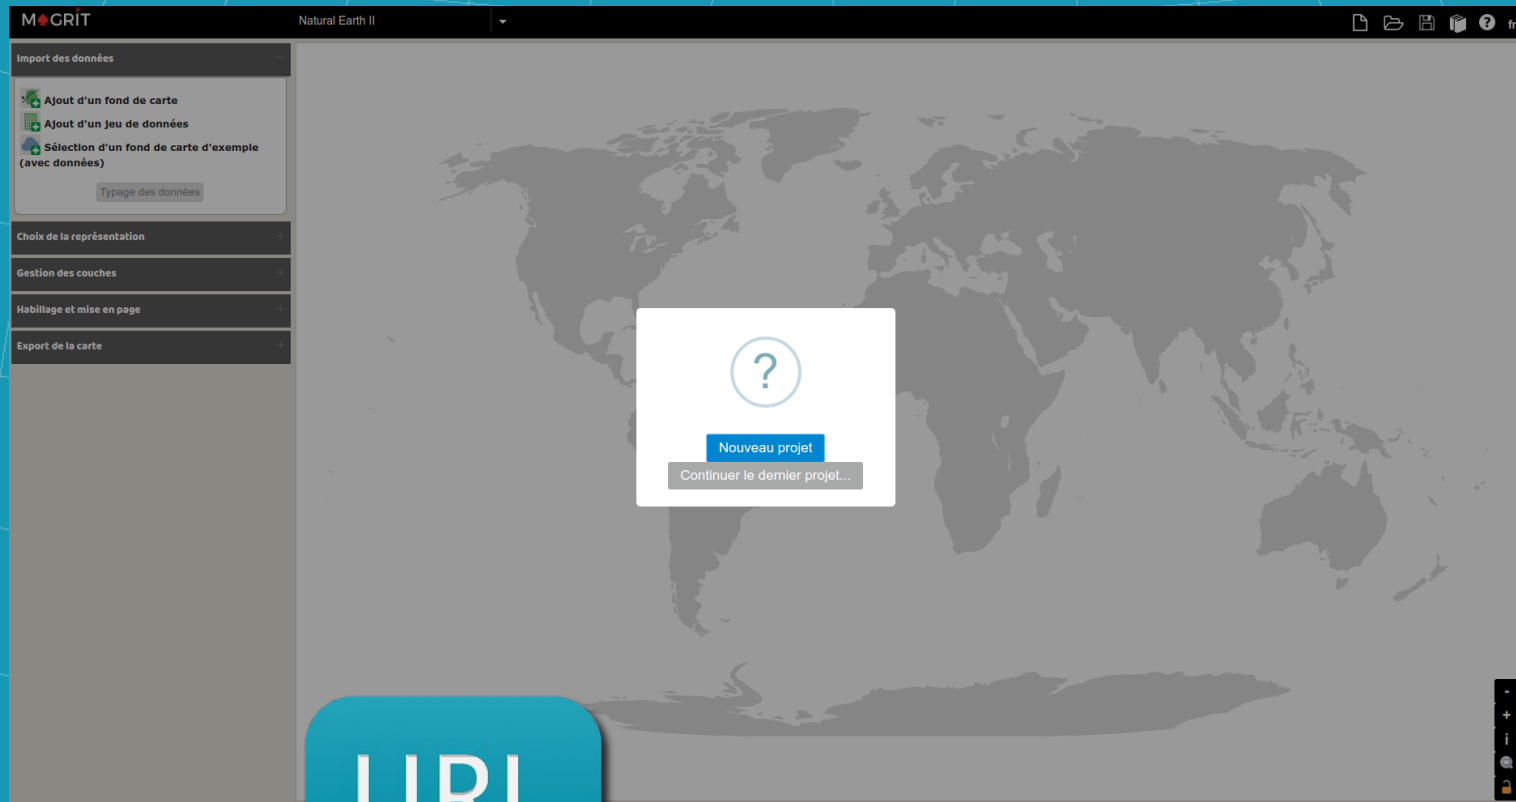 MAGRIT
Natural Earth II
fr
Import des données
Ajout d'un fond de carte
Ajout d'un jeu de données
Sélection d'un fond de carte d'exemple
(avec données)
Typage des données
Choix de la représentation
Gestion des couches
Habillage et mise en page
Export de la carte
?
Nouveau projet
Continuer le dernier projet...
-
+
i